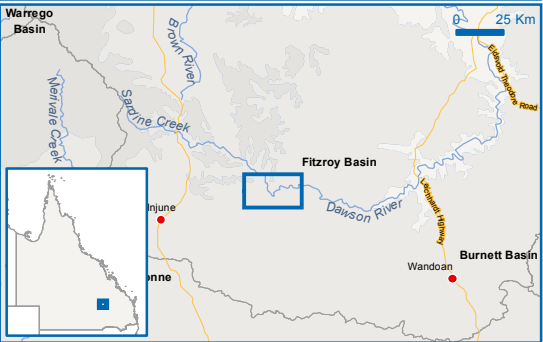 Warrego
Basin
0 25 Km
Brown River
Eidsvold Theodore Road
Merivale Creek
Sardine Creek
Fitzroy Basin
Leichhardt Highway
Dawson River
Injune
Burnett Basin
Wandoan
onne